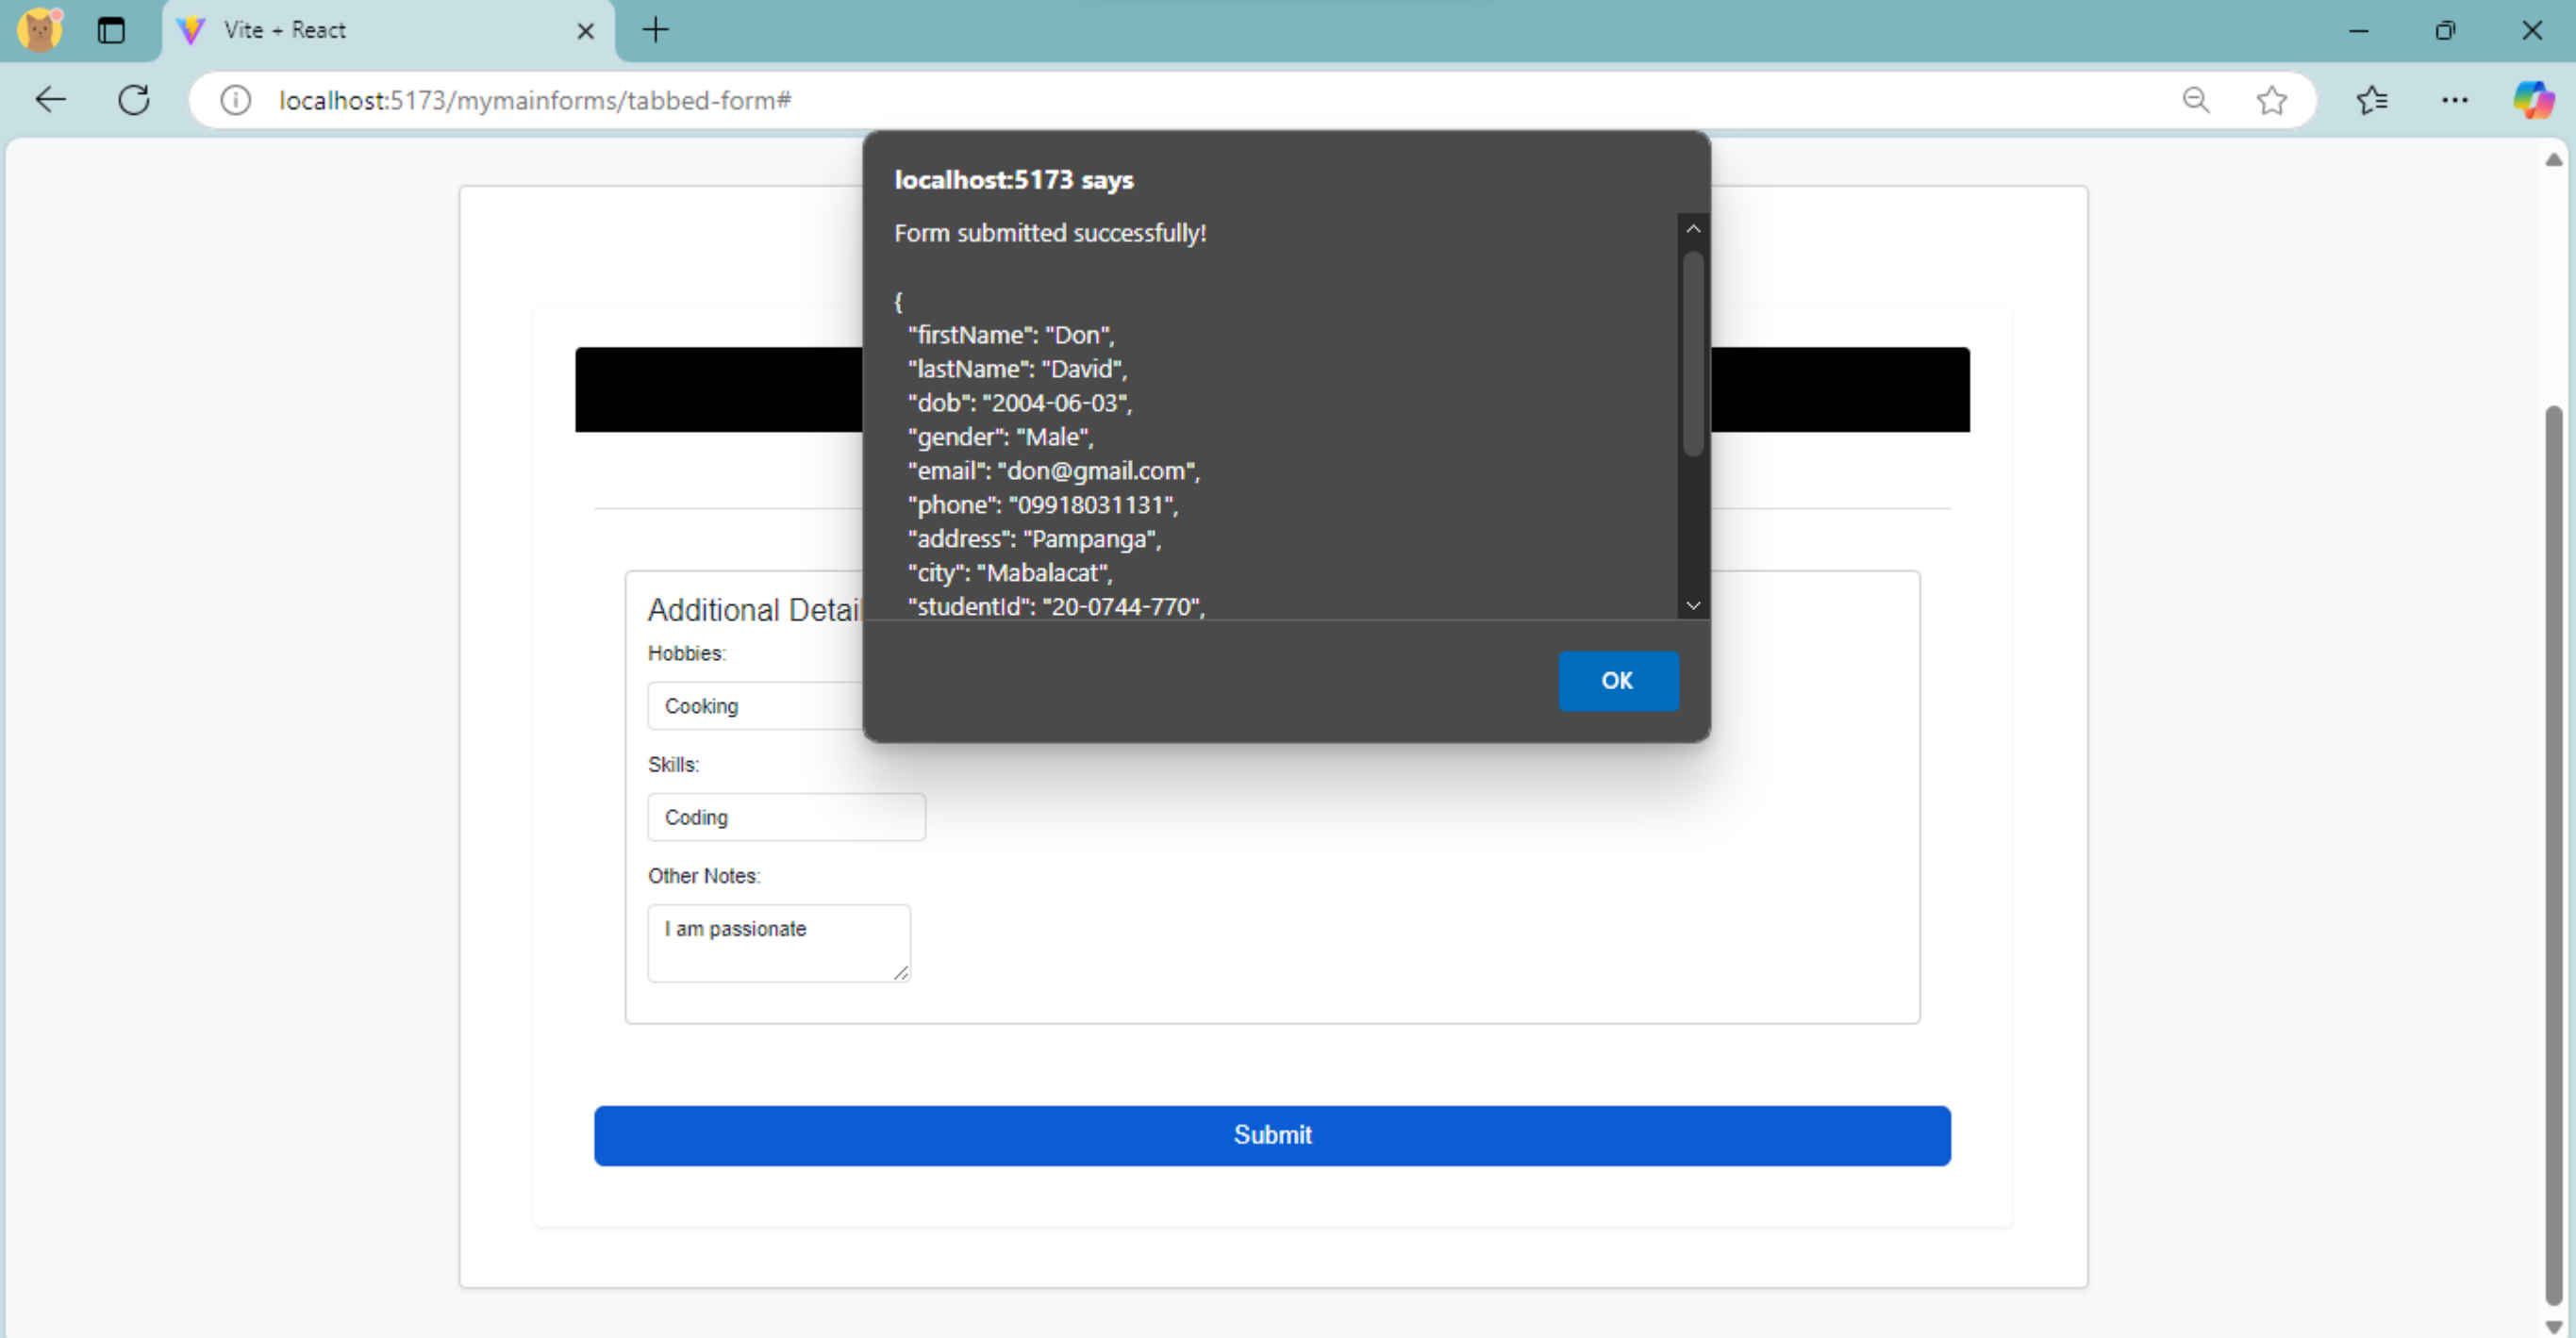 Vite + React
localhost:5173/mymainforms/tabbed-form#
localhost:5173 says
Form submitted successfully!
{
"firstName": "Don",
"lastName": "David",
"dob": "2004-06-03",
"gender": "Male",
"email": "don@gmail.com",
"phone": "09918031131",
"address": "Pampanga",
"city": "Mabalacat",
"studentId": "20-0744-770",
OK
Additional Detail
Hobbies:
Cooking
Skills:
Coding
Other Notes:
I am passionate
Submit